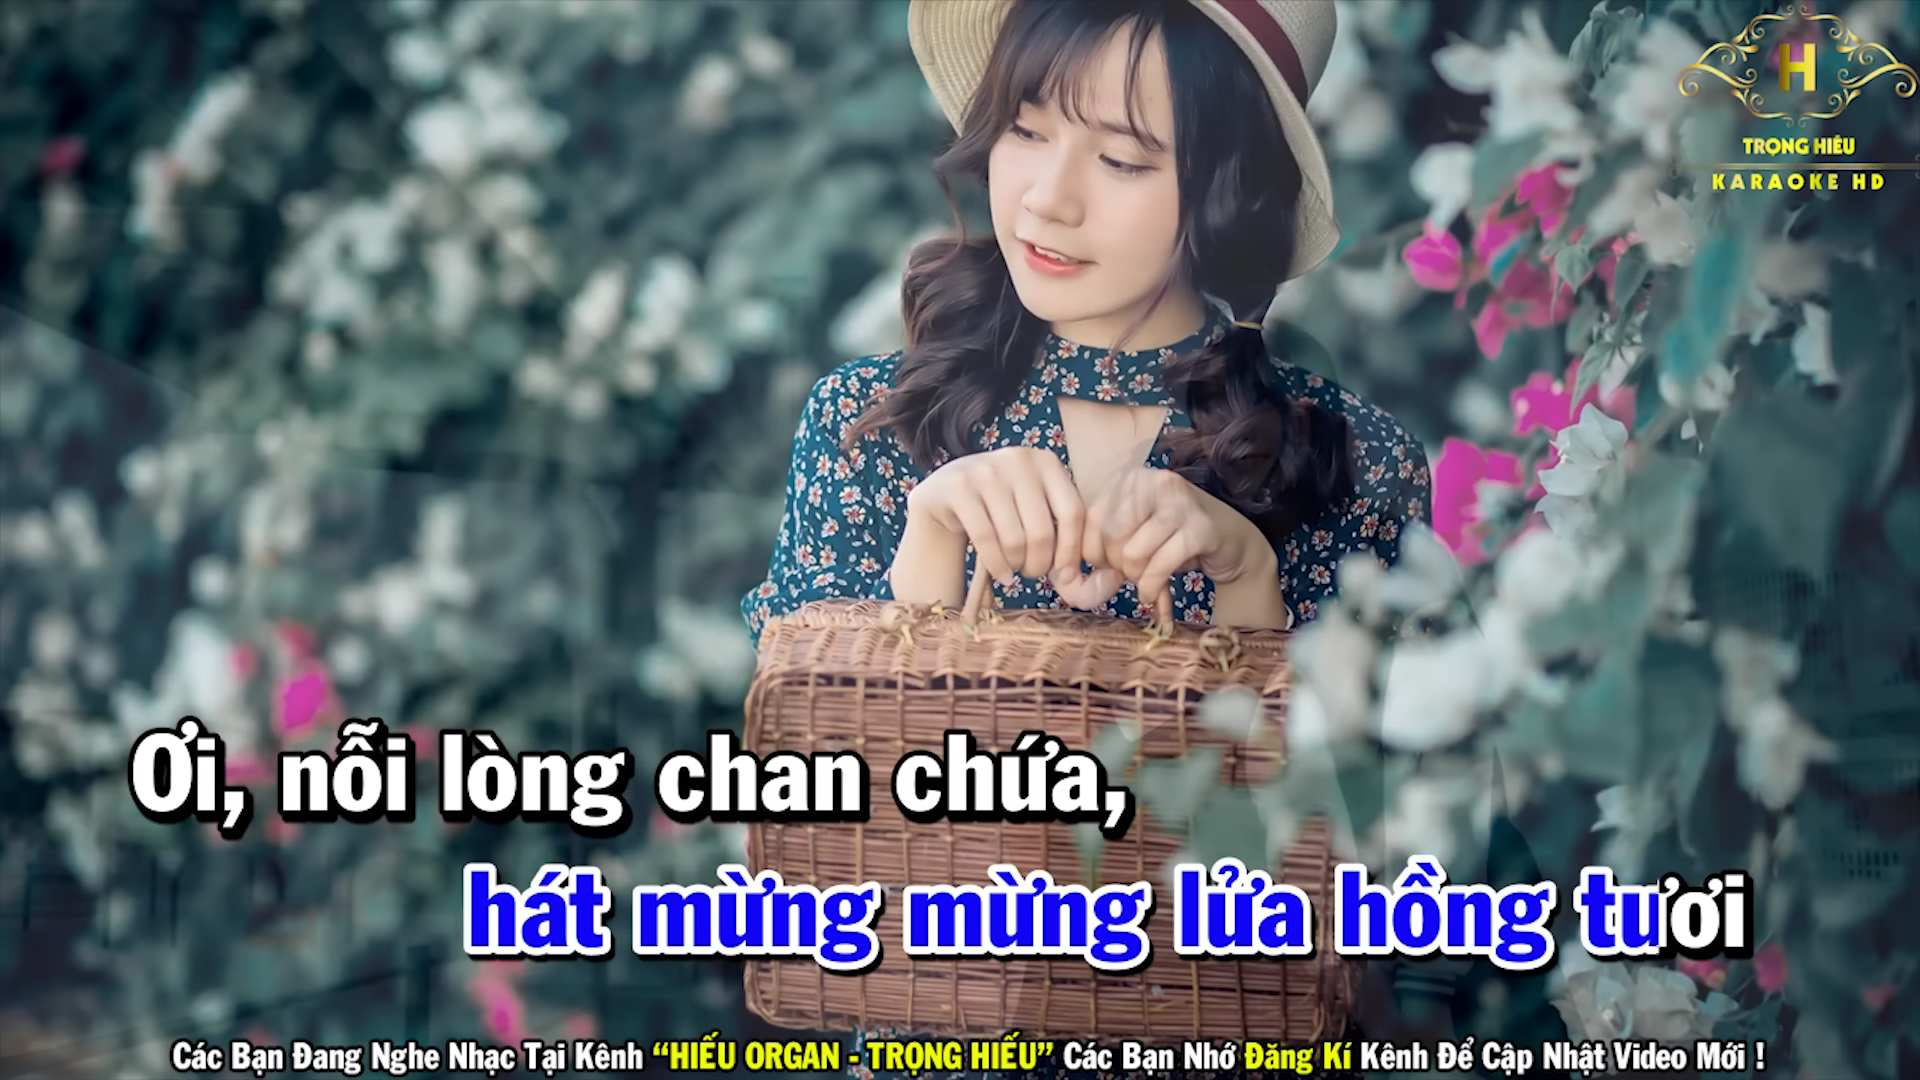 H
TRỌNG HIẾU
KARAOKE HD
Ơi, nỗi lòng chan chứa,
hát mừng mừng lửa hồng tươi
Các Bạn Đang Nghe Nhạc Tại Kênh “HIẾU ORGAN - TRỌNG HIẾU” Các Bạn Nhớ Đăng Kí Kênh Để Cập Nhật Video Mới !